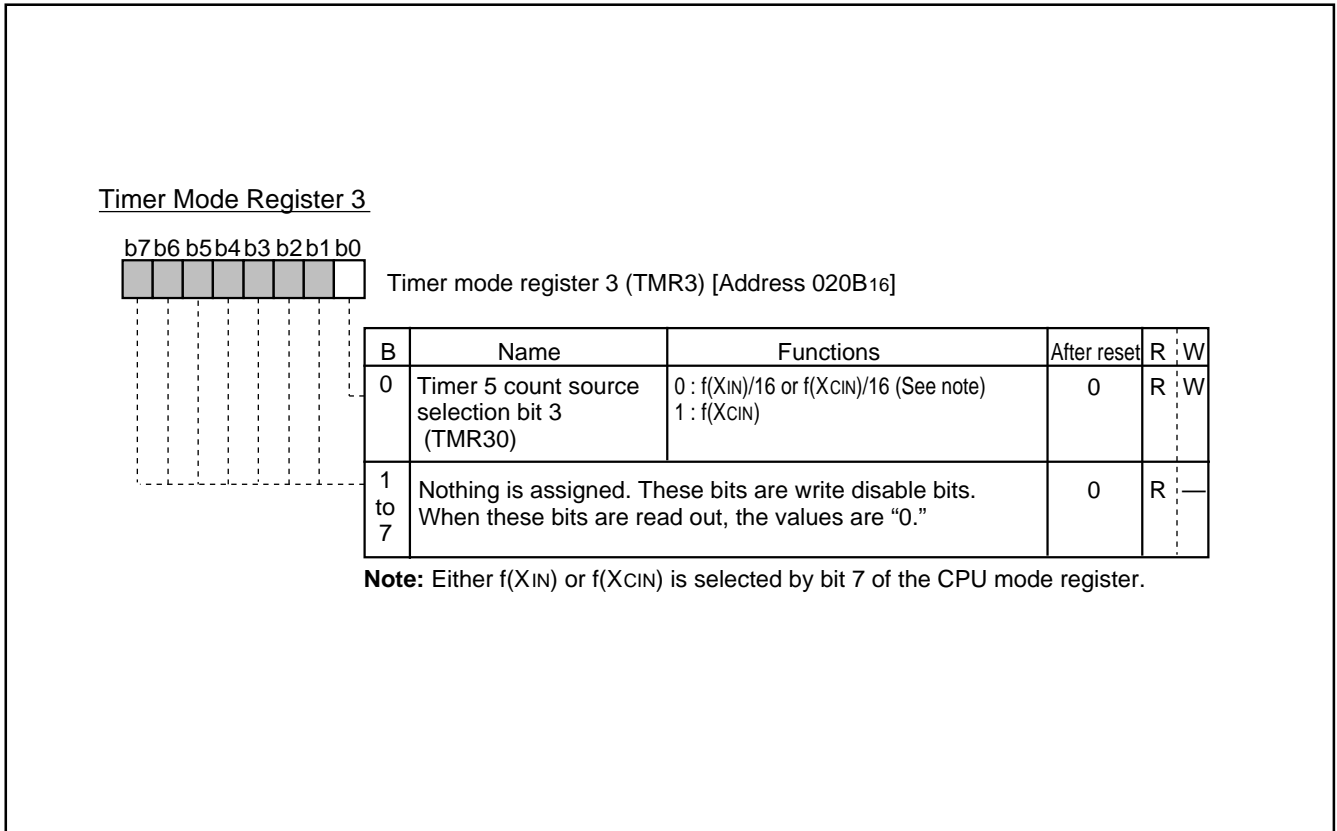 Timer Mode Register 3
b7 b6 b5 b4 b3 b2 b1 b0
Timer mode register 3 (TMR3) [Address 020B16]
B Name Functions After reset R W
0 Timer 5 count source selection bit 3 (TMR30) 0 : f(XIN)/16 or f(XCIN)/16 (See note) 0 R W
1 : f(XCIN)
1 to 7 Nothing is assigned. These bits are write disable bits. 0 R —
When these bits are read out, the values are “0.”
Note: Either f(XIN) or f(XCIN) is selected by bit 7 of the CPU mode register.